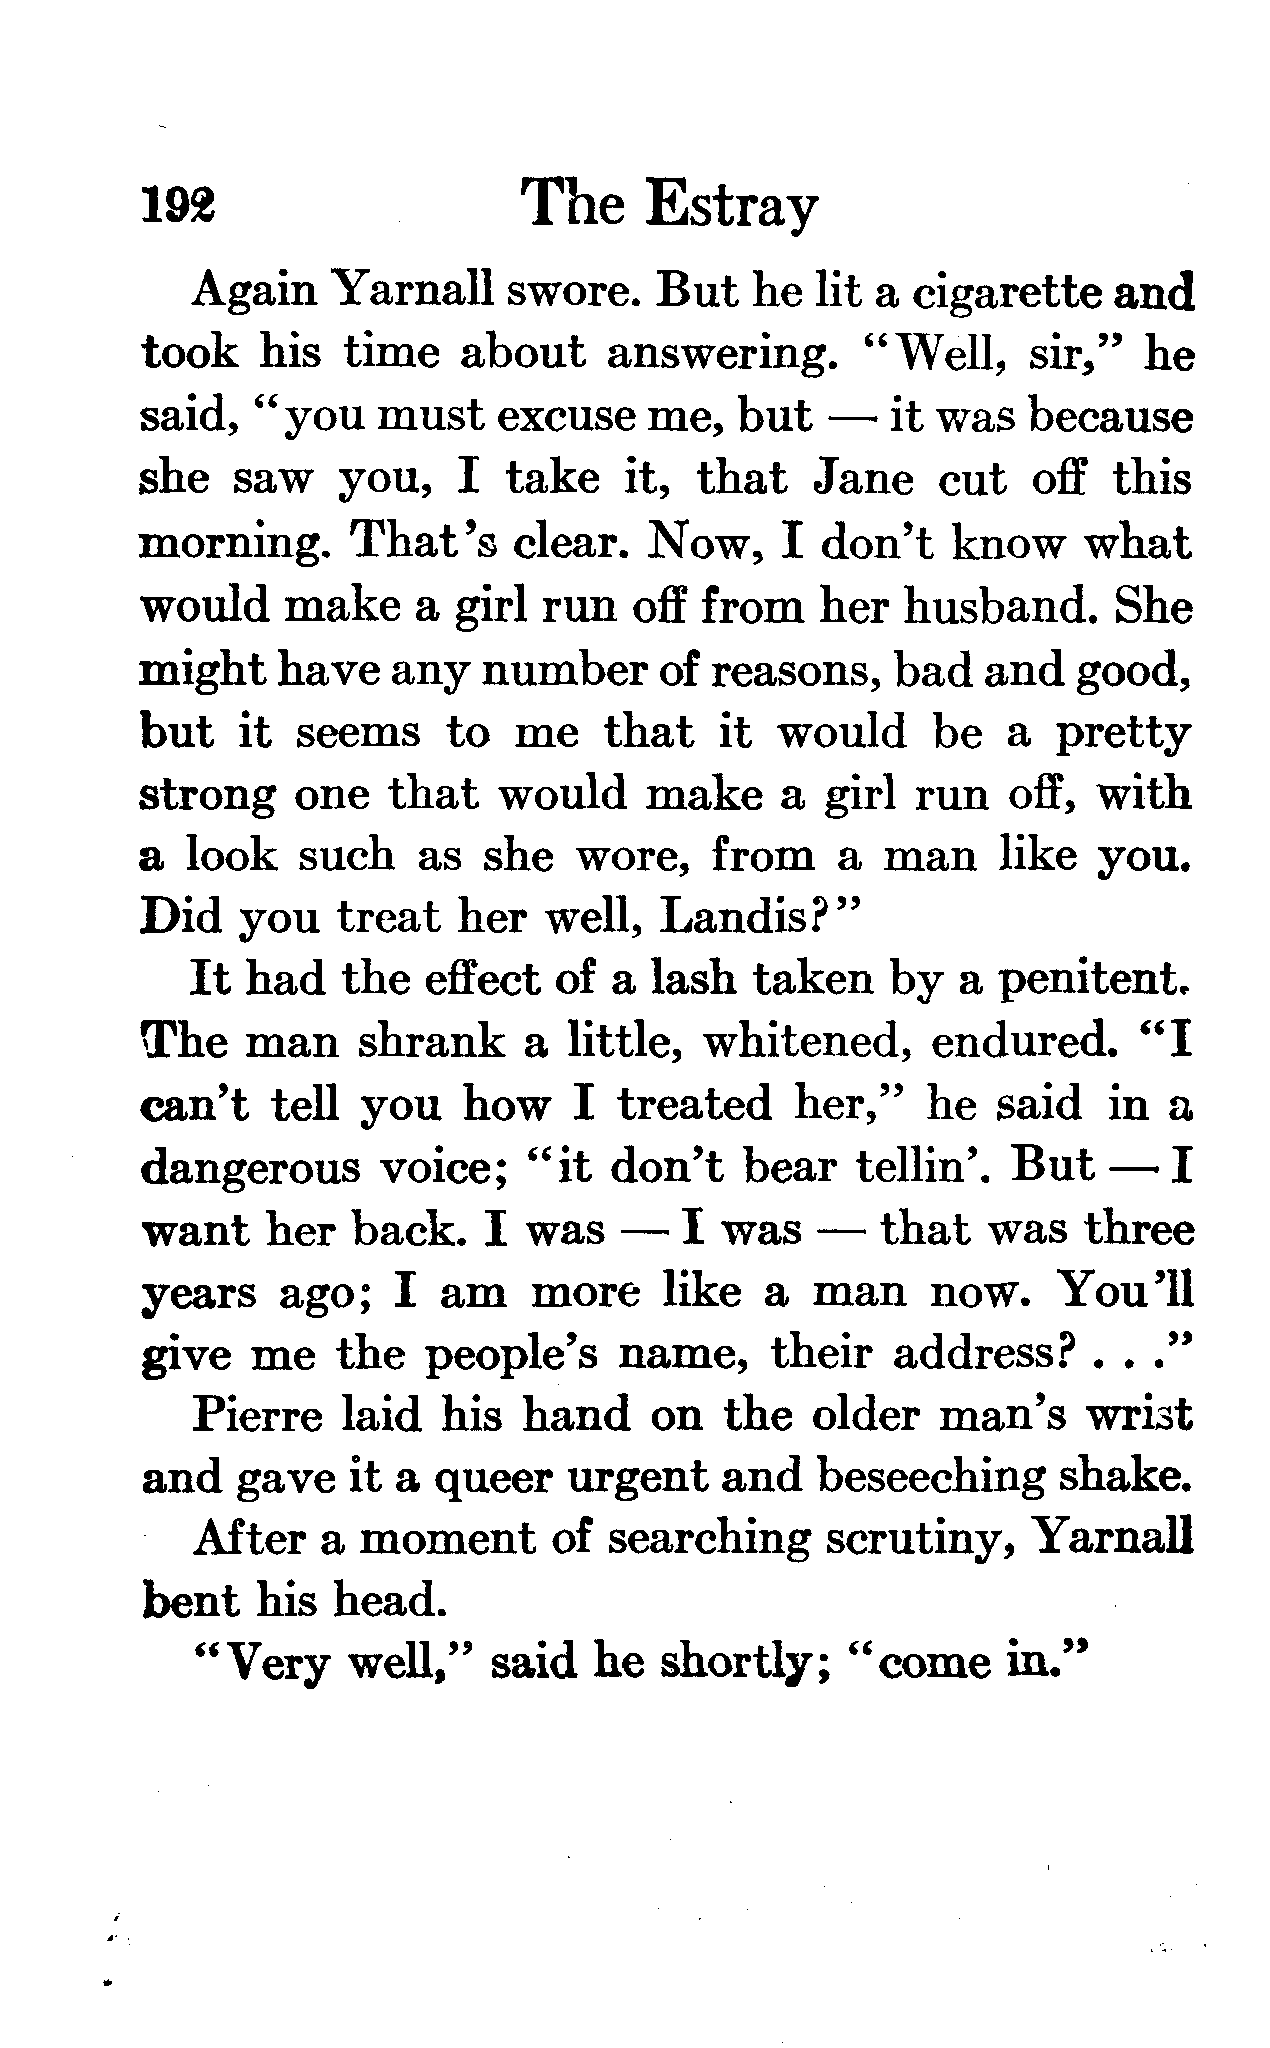 192 The Estray
Again Yarnall swore. But he lit a cigarette and
took his time about answering. "Well, sir," he
said, "you must excuse me, but — it was because
she saw you, I take it, that Jane cut off this
morning. That's clear. Now, I don't know what
would make a girl run off from her husband. She
might have any number of reasons, bad and good,
but it seems to me that it would be a pretty
strong one that would make a girl run off, with
a look such as she wore, from a man like you.
Did you treat her well, Landis?"
It had the effect of a lash taken by a penitent.
The man shrank a little, whitened, endured. "I
can't tell you how I treated her," he said in a
dangerous voice; "it don't bear tellin'. But — I
want her back. I was — I was — that was three
years ago; I am more like a man now. You'll
give me the people's name, their address? . . ."
Pierre laid his hand on the older man's wrist
and gave it a queer urgent and beseeching shake.
After a moment of searching scrutiny, Yarnall
bent his head.
"Very well," said he shortly; "come in."